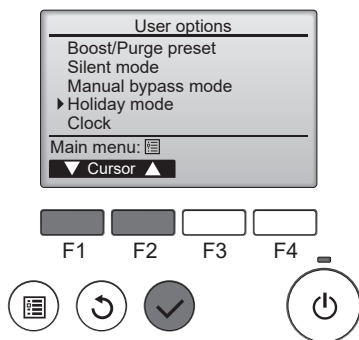 User options
Boost/Purge preset
Silent mode
Manual bypass mode
Holiday mode
Clock
Main menu:
Cursor
F1 F2 F3 F4